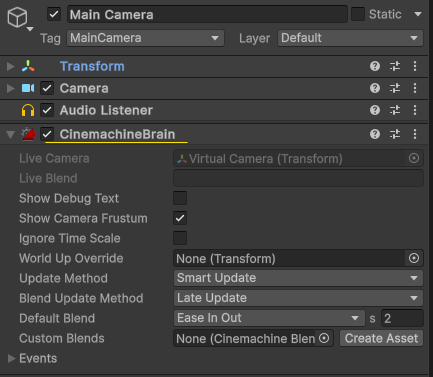 Main Camera Static
Tag MainCamera Layer Default
Transform
Camera
Audio Listener
CinemachineBrain
Live Camera Virtual Camera (Transform)
Live Blend
Show Debug Text
Show Camera Frustum
Ignore Time Scale
World Up Override None (Transform)
Update Method Smart Update
Blend Update Method Late Update
Default Blend Ease In Out s 2
Custom Blends None (Cinemachine Blen Create Asset
Events